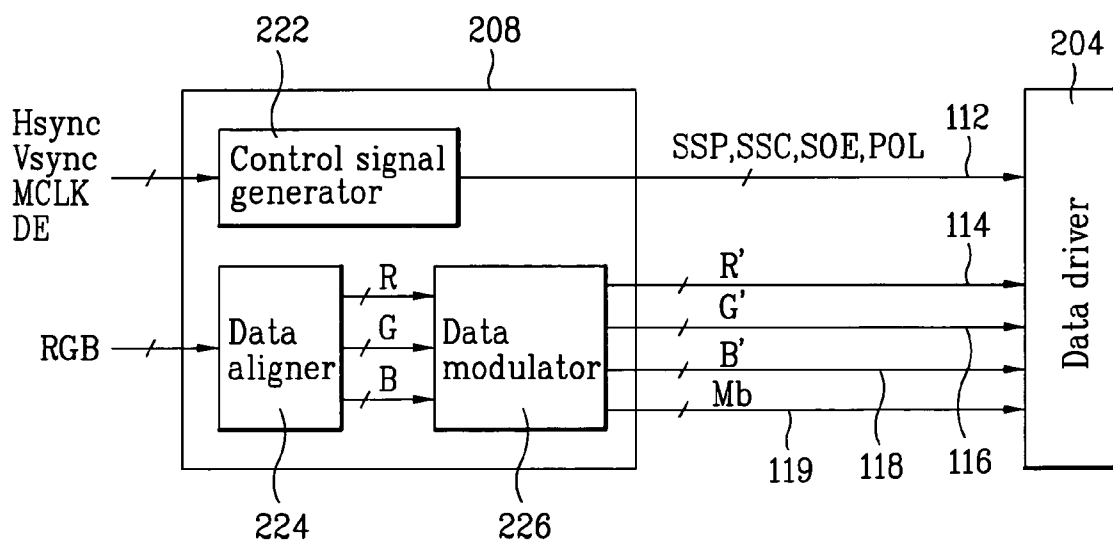 222
208
204
Hsync
Vsync
MCLK
DE
Control signal
generator
SSP,SSC,SOE,POL
112
114
RGB
Data
aligner
R
G
B
Data
modulator
R'
G'
B'
Mb
Data driver
119
118
116
224
226